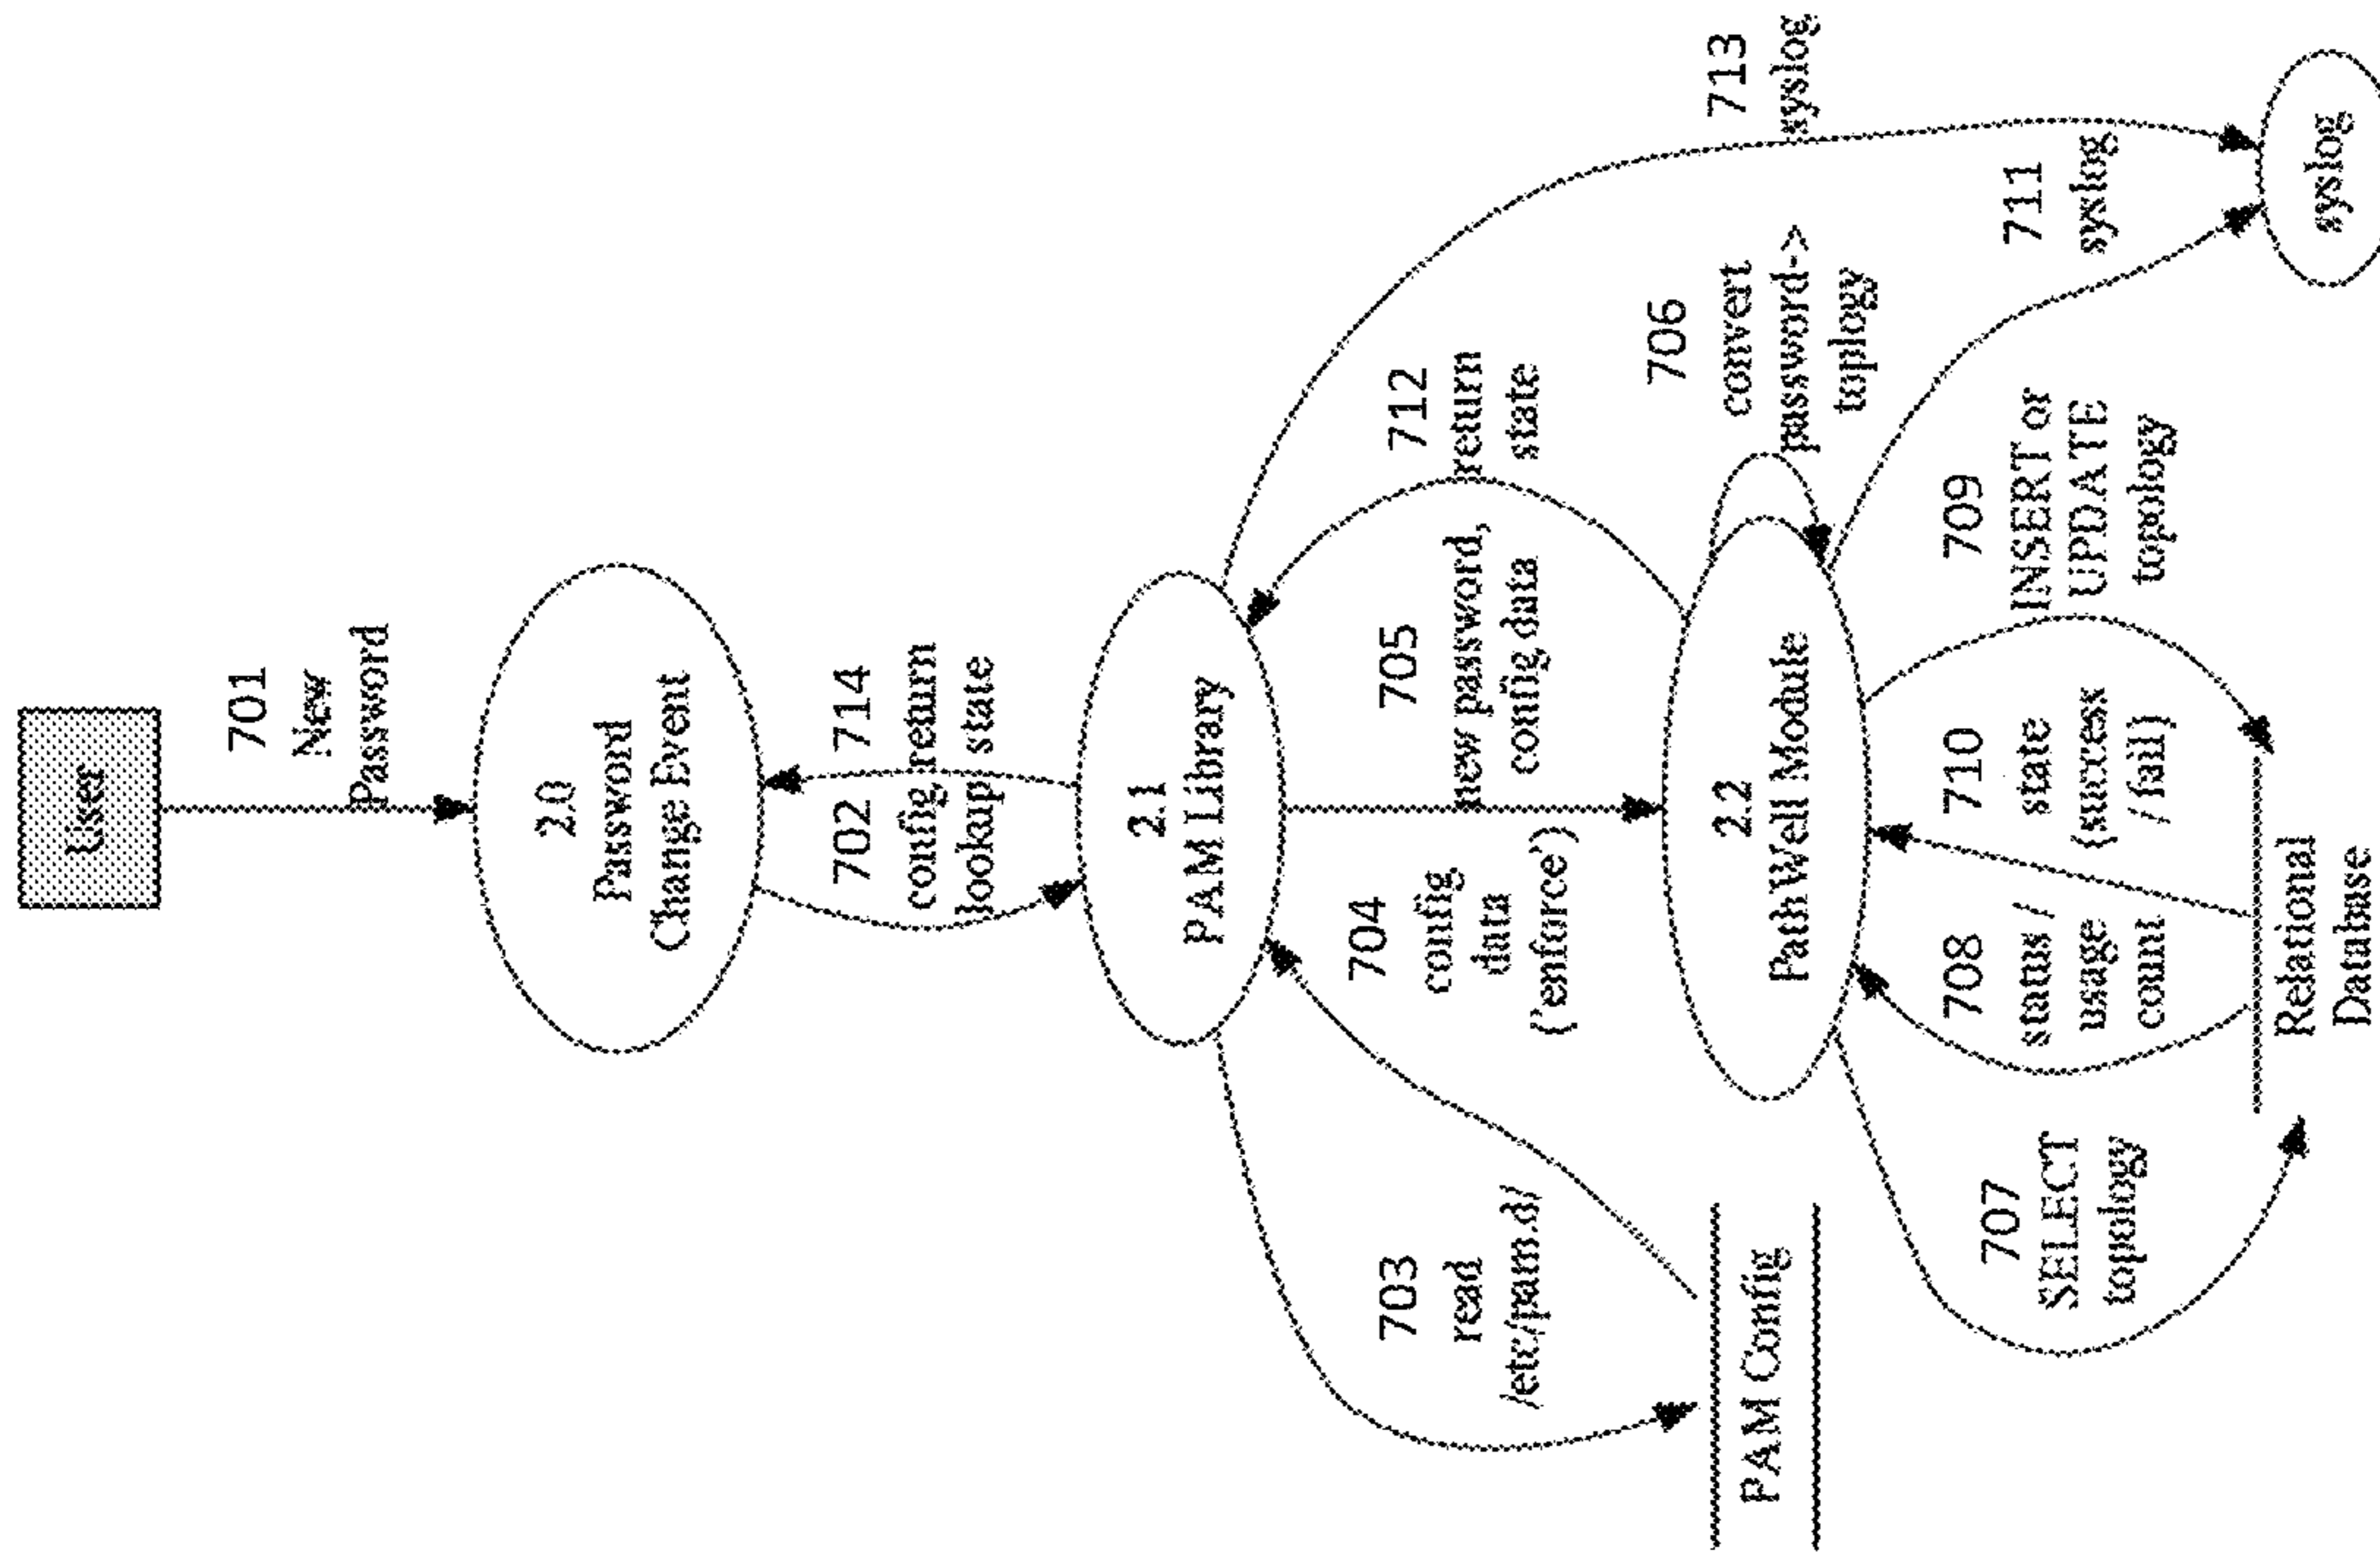 User
701
New
Password
2.0
Password
Change Event
702
config
lookup
714
return
state
2.1
PAM Library
703
read
/etc/pam.d/
704
config
data
('enforce')
705
new password,
config data
712
return
state
713
syslog
PAM Config
2.2
PathWell Module
706
convert
password->
toplogy
707
SELECT
topology
708
status /
usage
count
710
state
(success
/ fail)
709
INSERT or
UPDATE
topology
711
syslog
Relational
Database
syslog